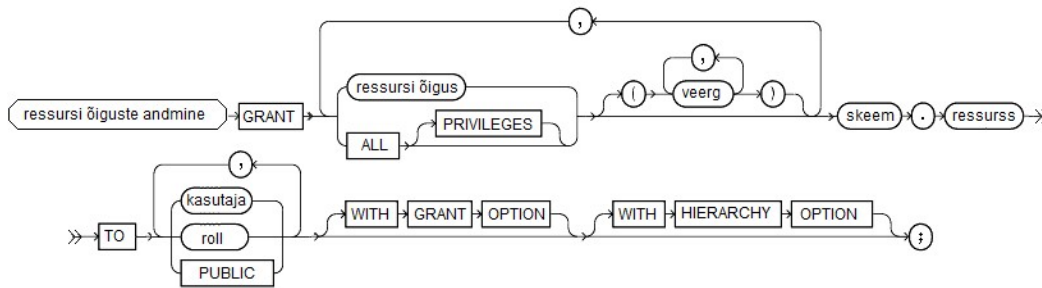 ,
,
ressursi õigus
( veerg )
ressursi õiguste andmine GRANT PRIVILEGES skeem . ressurss
ALL
,
kasutaja
WITH GRANT OPTION WITH HIERARCHY OPTION
TO roll ;
PUBLIC